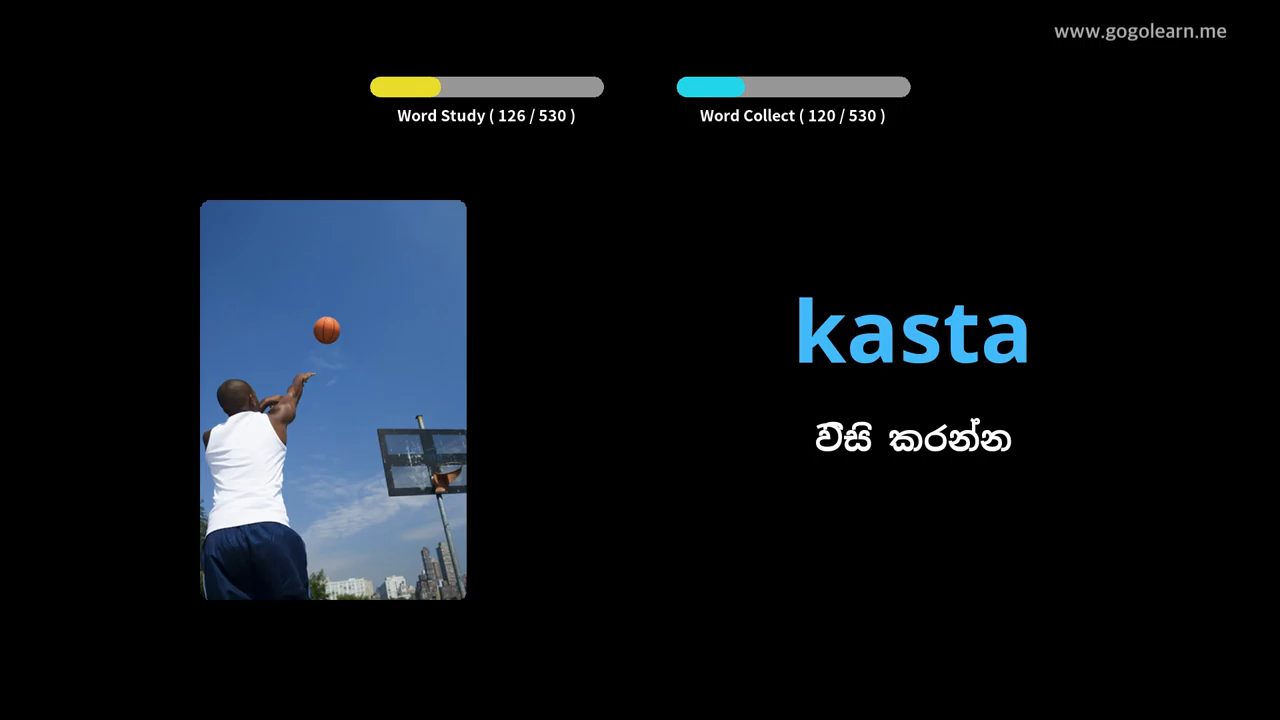 www.gogolearn.me
Word Study ( 126 / 530 )
Word Collect ( 120 / 530 )
kasta
වීසි කරන්න